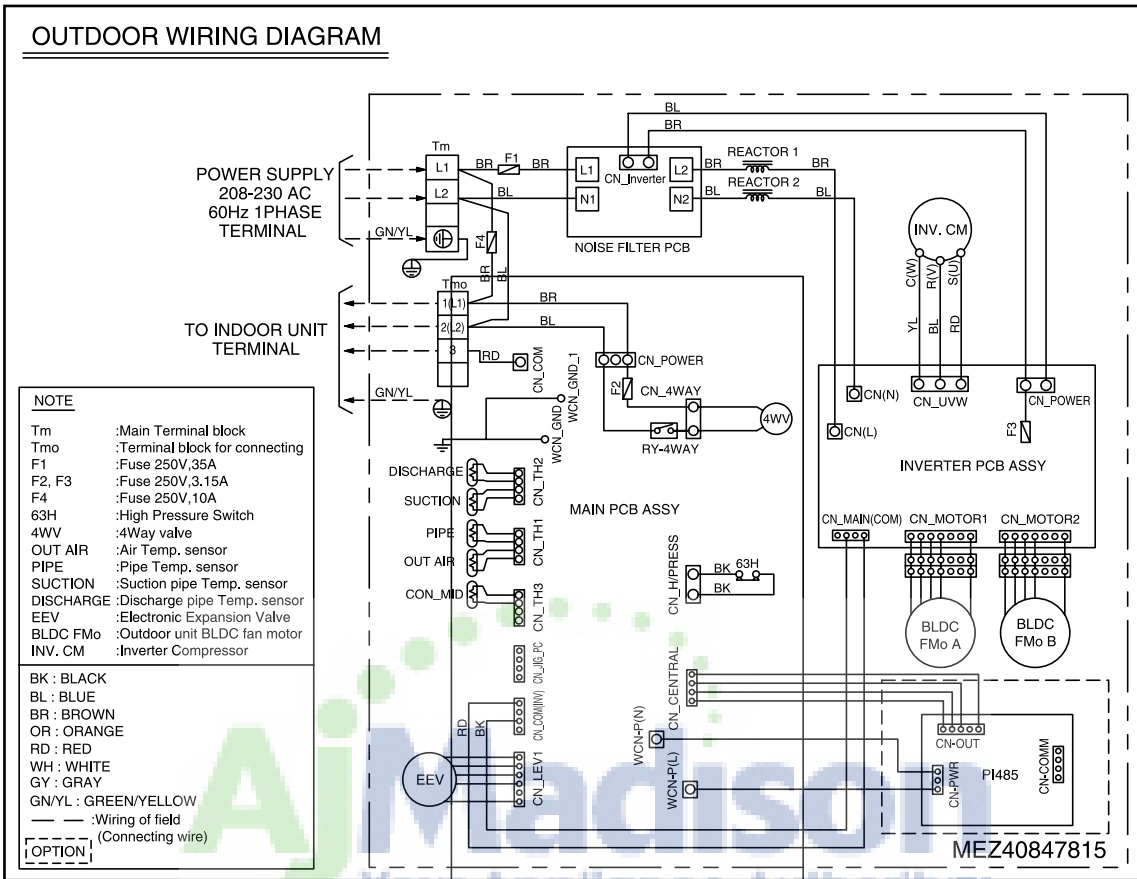 OUTDOOR WIRING DIAGRAM
POWER SUPPLY
208-230 AC
60Hz 1PHASE
TERMINAL
GN/YL
Tm
L1
L2
BR
F1
BR
BL
F4
BR
BL
L1
N1
CN_Inverter
L2
N2
NOISE FILTER PCB
BL
BR
BR
REACTOR 1
BR
BL
REACTOR 2
BL
INV. CM
C(W)
R(V)
S(U)
YL
BL
RD
TO INDOOR UNIT
TERMINAL
GN/YL
Tmo
1(L1)
2(L2)
3
BR
BL
RD
CN_COM
WCN_GND_1
WCN_GND
CN_POWER
F2
CN_4WAY
RY-4WAY
4WV
CN(N)
CN(L)
CN_UVW
CN_POWER
F3
INVERTER PCB ASSY
CN_MAIN(COM)
CN_MOTOR1
CN_MOTOR2
BLDC
FMo A
BLDC
FMo B
DISCHARGE
SUCTION
CN_TH2
PIPE
OUT AIR
CN_TH1
CON_MID
CN_TH3
MAIN PCB ASSY
CN_H/PRESS
BK
63H
BK
CN_JIG_PC
CN_COM(INV)
RD
BK
EEV
CN_LEV1
CN_CENTRAL
WCN-P(N)
WCN-P(L)
CN-OUT
CN-PWR
PI485
CN-COMM
MEZ40847815
NOTE
Tm :Main Terminal block
Tmo :Terminal block for connecting
F1 :Fuse 250V,35A
F2, F3 :Fuse 250V,3.15A
F4 :Fuse 250V,10A
63H :High Pressure Switch
4WV :4Way valve
OUT AIR :Air Temp. sensor
PIPE :Pipe Temp. sensor
SUCTION :Suction pipe Temp. sensor
DISCHARGE :Discharge pipe Temp. sensor
EEV :Electronic Expansion Valve
BLDC FMo :Outdoor unit BLDC fan motor
INV. CM :Inverter Compressor
BK : BLACK
BL : BLUE
BR : BROWN
OR : ORANGE
RD : RED
WH : WHITE
GY : GRAY
GN/YL : GREEN/YELLOW
:Wiring of field
(Connecting wire)
OPTION
AjMadison